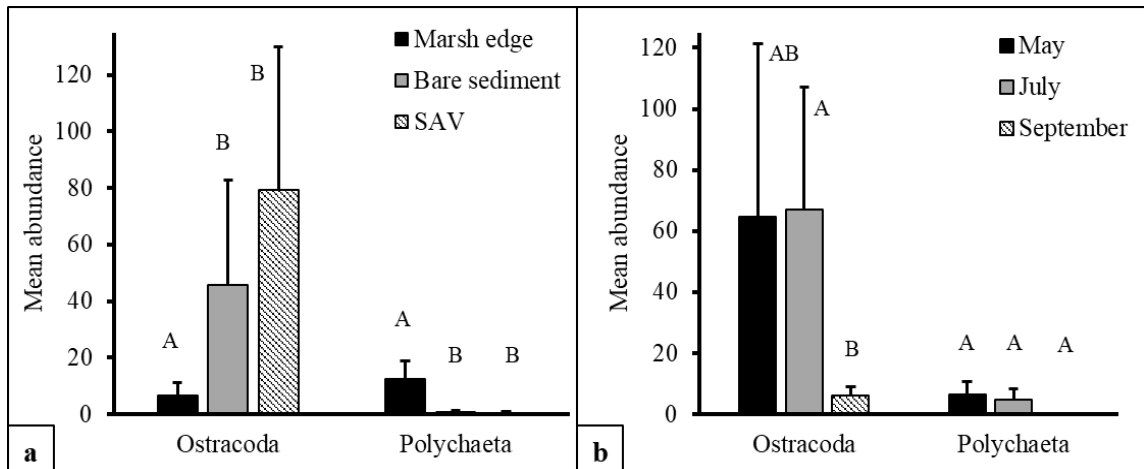 Mean abundance
120
100
80
60
40
20
0
Marsh edge
Bare sediment
SAV
A
B
B
A
B
B
Ostracoda
Polychaeta
a
Mean abundance
120
100
80
60
40
20
0
May
July
September
AB
A
B
A
A
A
Ostracoda
Polychaeta
b